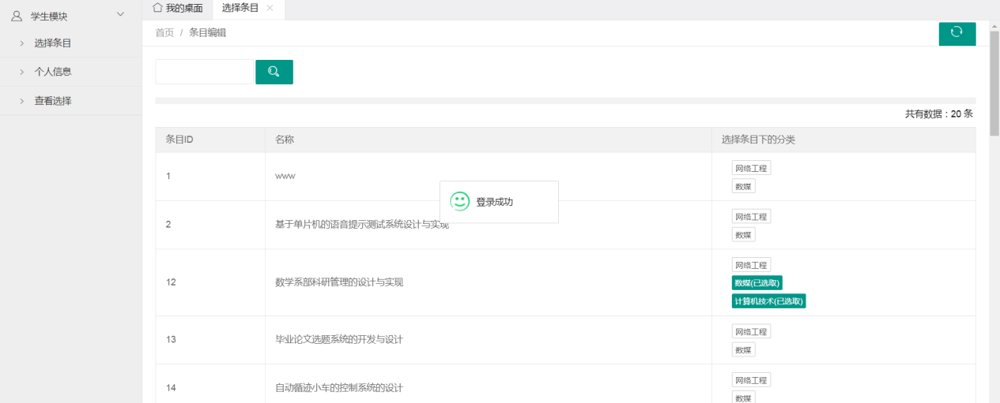 学生模块
选择条目
个人信息
查看选择
我的桌面 选择条目
首页 / 条目编辑
共有数据：20 条
条目ID 名称 选择条目下的分类
1 www 网络工程
数媒
登录成功
2 基于单片机的语音提示测试系统设计与实现 网络工程
数媒
12 数学系部科研管理的设计与实现 网络工程
数媒(已选取)
计算机技术(已选取)
13 毕业论文选题系统的开发与设计 网络工程
数媒
14 自动循迹小车的控制系统的设计 网络工程
数媒